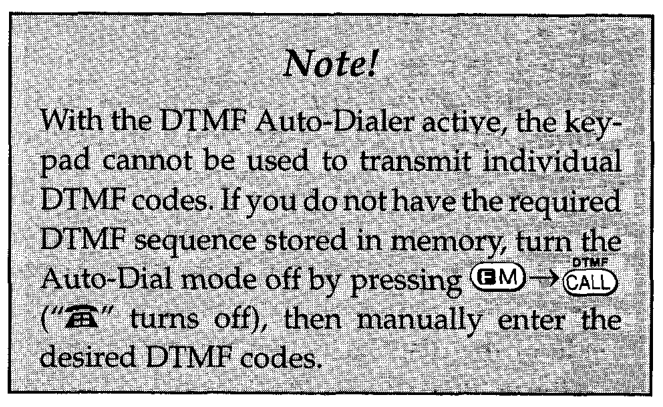 Note!
With the DTMF Auto-Dialer active, the key-
pad cannot be used to transmit individual
DTMF codes. If you do not have the required
DTMF sequence stored in memory, turn the
Auto-Dial mode off by pressing FM→CALL DTMF
("☎" turns off), then manually enter the
desired DTMF codes.